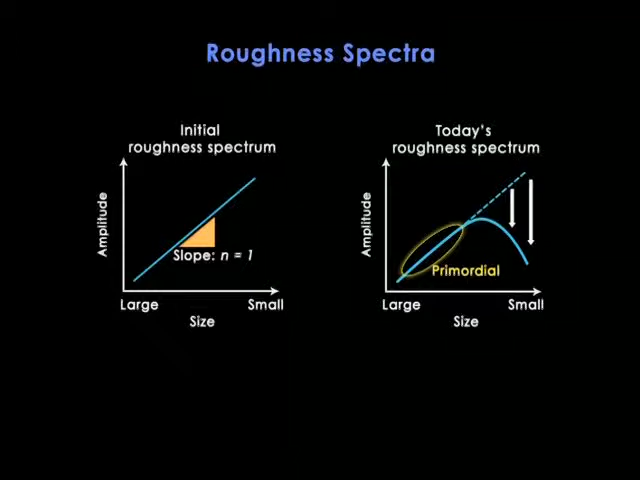 Roughness Spectra
Initial
roughness spectrum
Amplitude
Slope: n = 1
Large
Small
Size
Today's
roughness spectrum
Amplitude
Primordial
Large
Small
Size